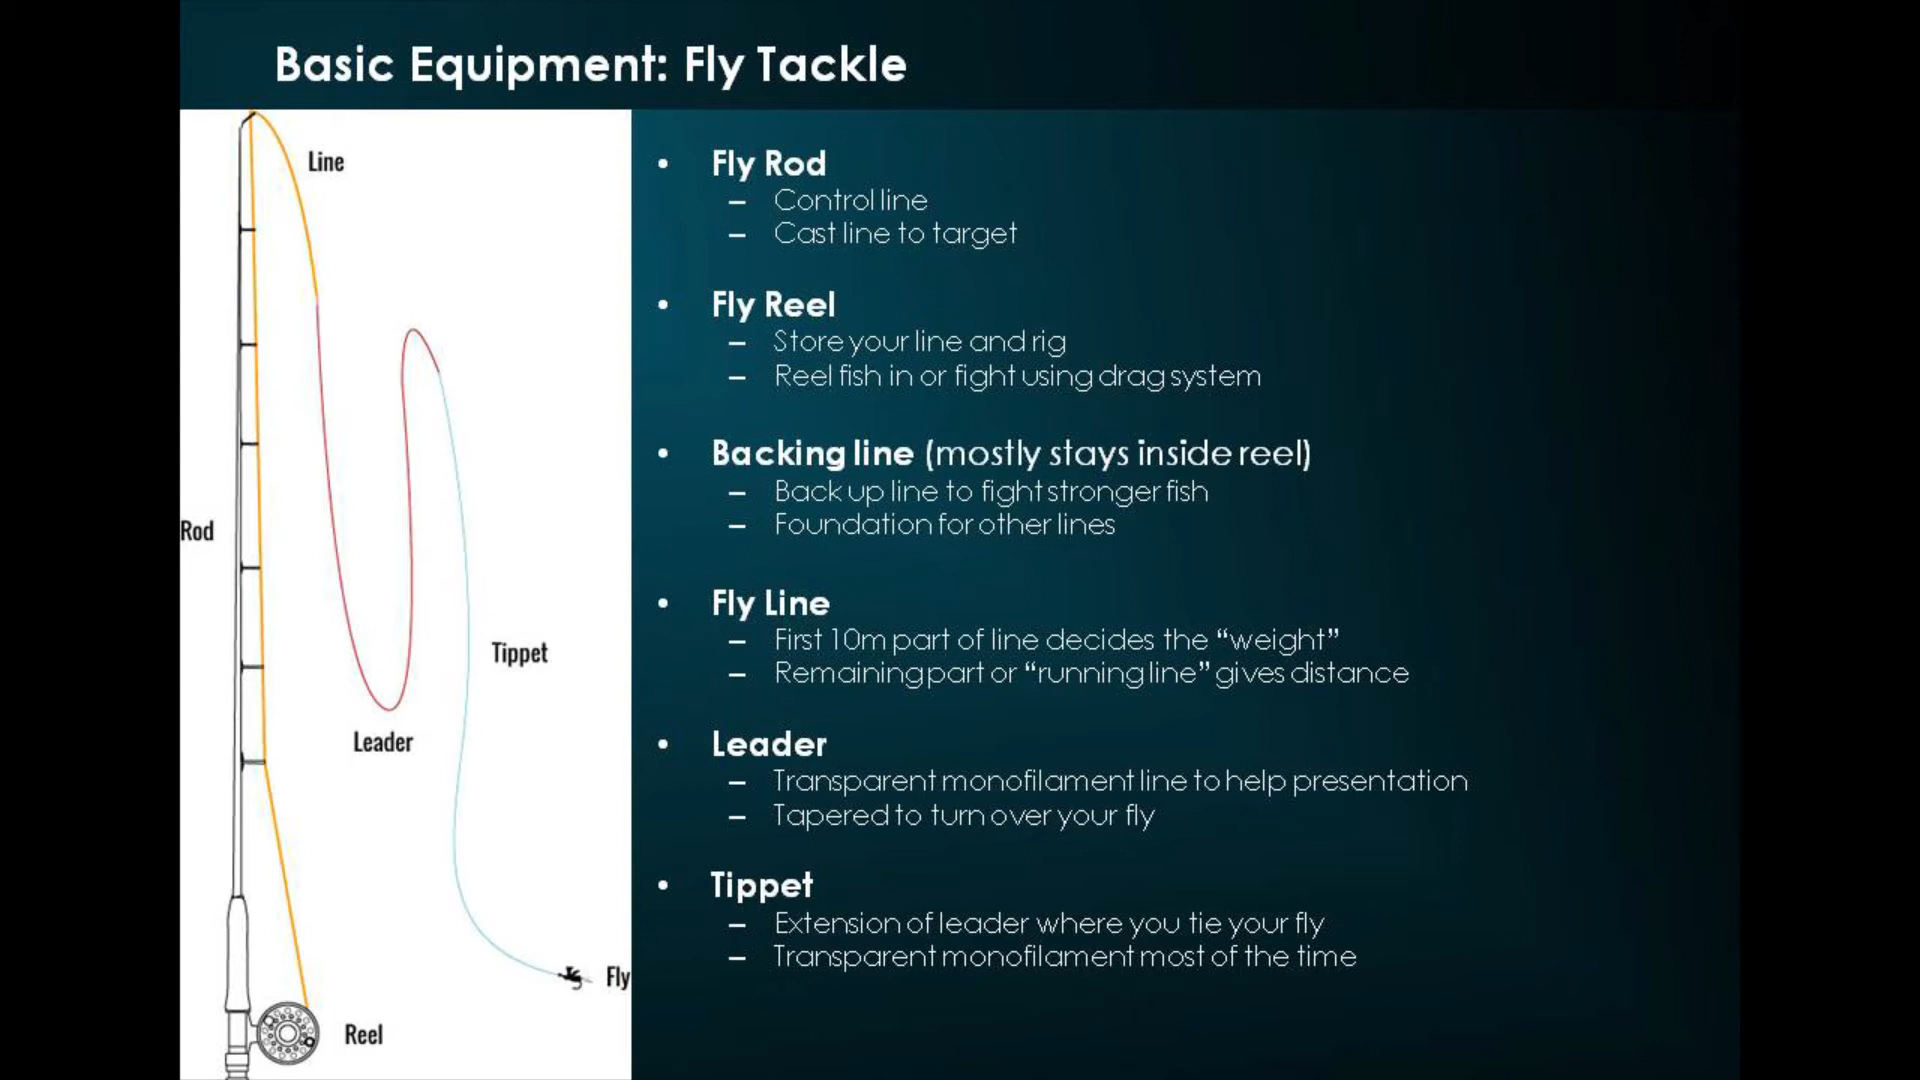 Basic Equipment: Fly Tackle
Line
Rod
Tippet
Leader
Fly
Reel
• Fly Rod
– Control line
– Cast line to target
• Fly Reel
– Store your line and rig
– Reel fish in or fight using drag system
• Backing line (mostly stays inside reel)
– Back up line to fight stronger fish
– Foundation for other lines
• Fly Line
– First 10m part of line decides the “weight”
– Remaining part or “running line” gives distance
• Leader
– Transparent monofilament line to help presentation
– Tapered to turn over your fly
• Tippet
– Extension of leader where you tie your fly
– Transparent monofilament most of the time